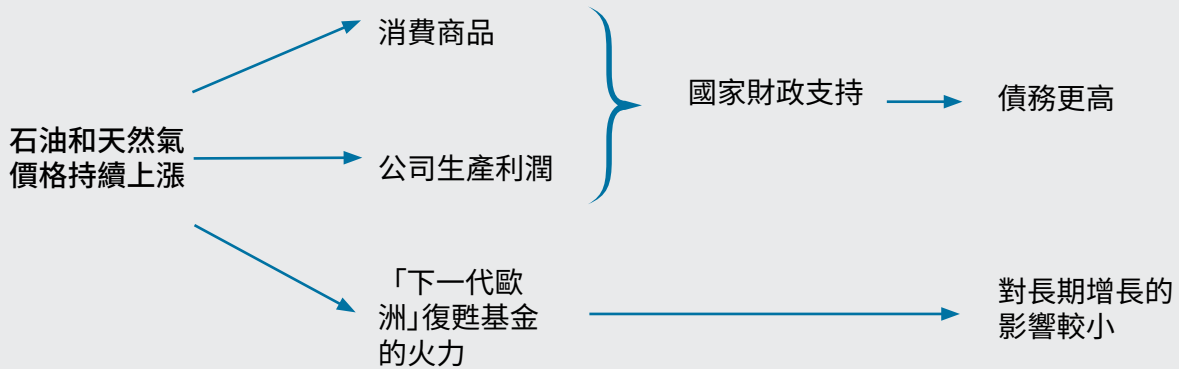 消費商品
國家財政支持
債務更高
石油和天然氣
價格持續上漲
公司生產利潤
「下一代歐
洲」復甦基金
的火力
對長期增長的
影響較小